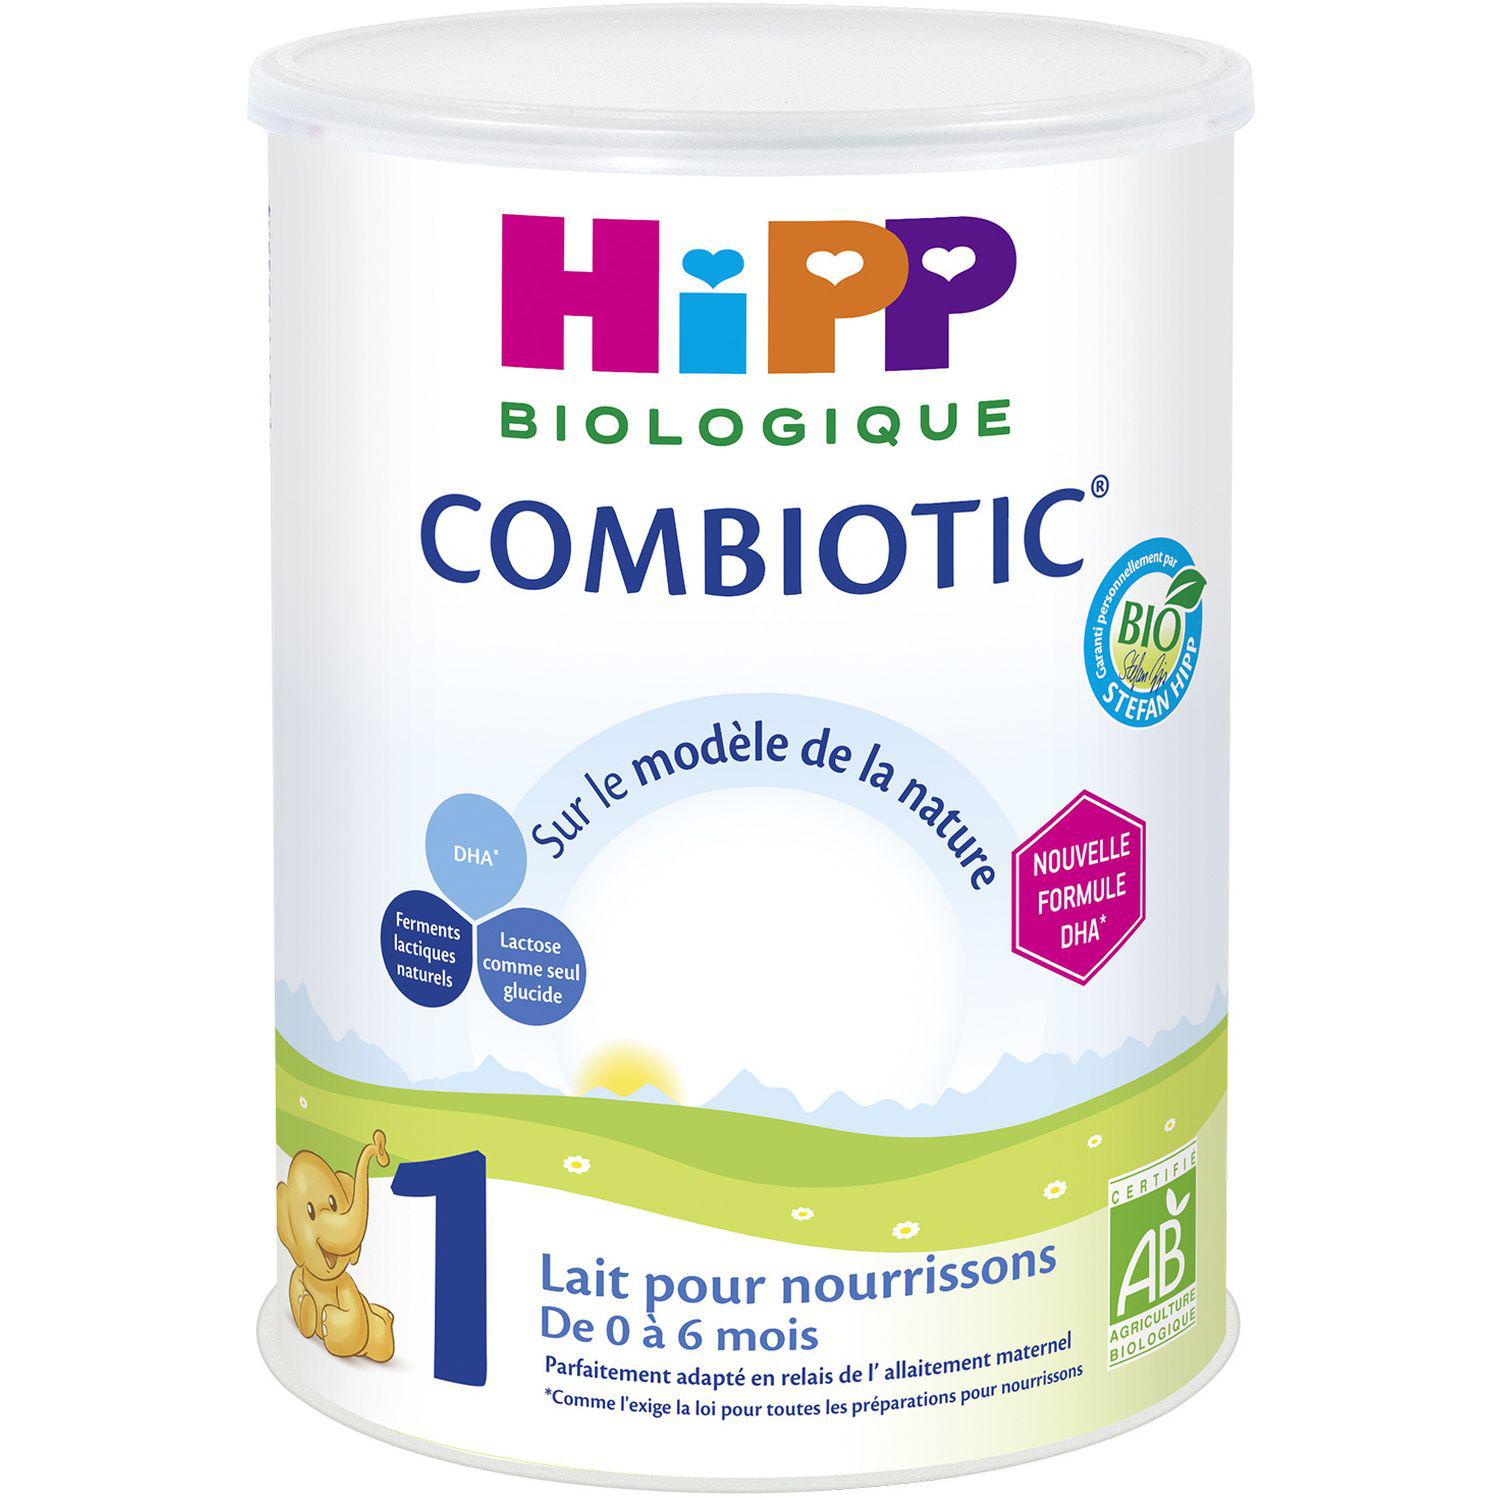 HiPP
BIOLOGIQUE
COMBIOTIC®
Garanti personnellement par
BIO
STEFAN HIPP
Sur le modèle de la nature
DHA*
Ferments
lactiques
naturels
Lactose
comme seul
glucide
NOUVELLE
FORMULE
DHA*
1
Lait pour nourrissons
De 0 à 6 mois
Parfaitement adapté en relais de l' allaitement maternel
*Comme l'exige la loi pour toutes les préparations pour nourrissons
CERTIFIÉ
AB
AGRICULTURE
BIOLOGIQUE